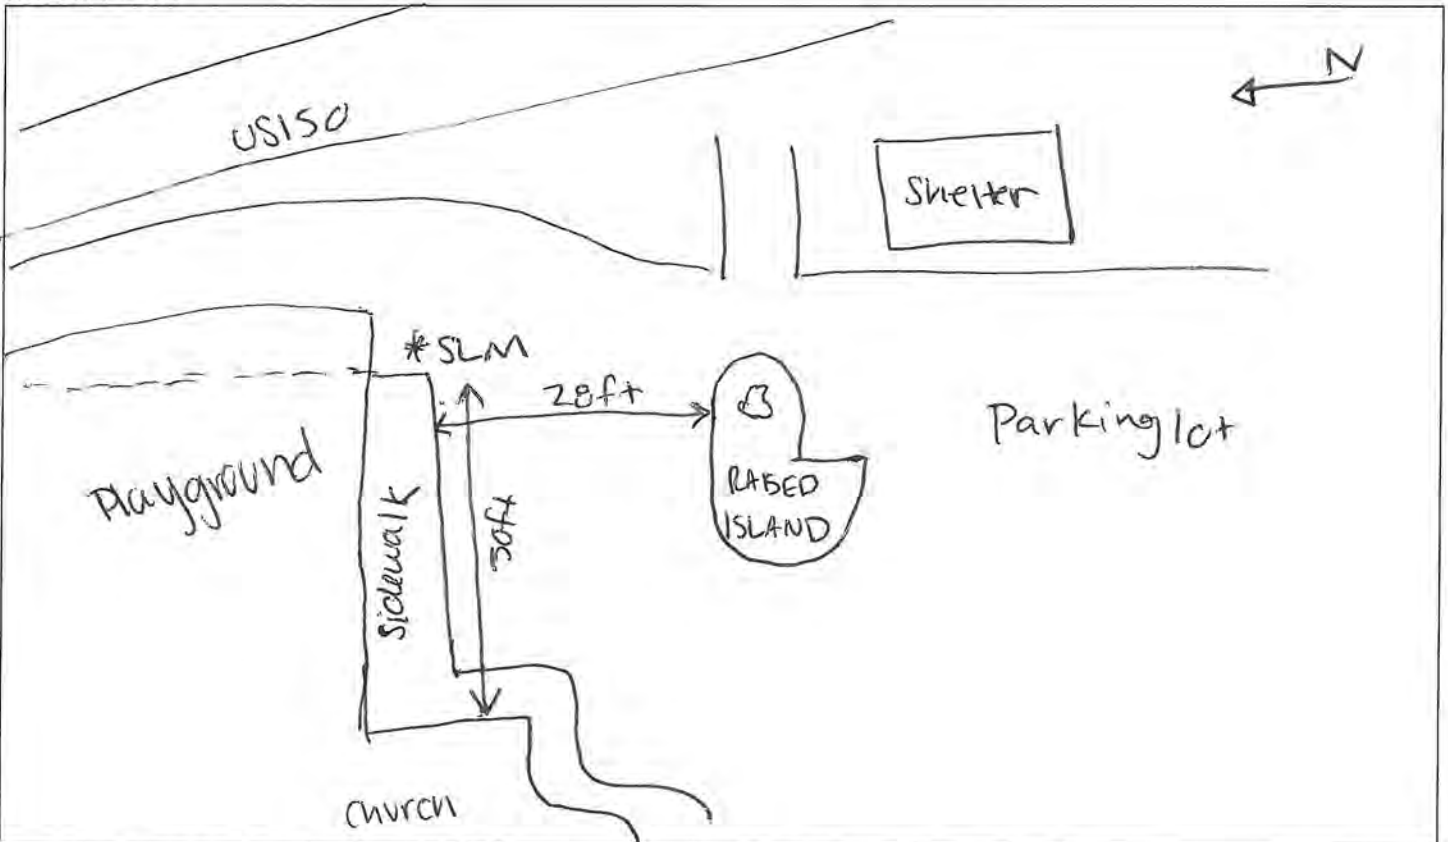 N
US150
Shelter
* SLM
28ft
Parking lot
Playground
RAISED
ISLAND
Sidewalk
30ft
Church